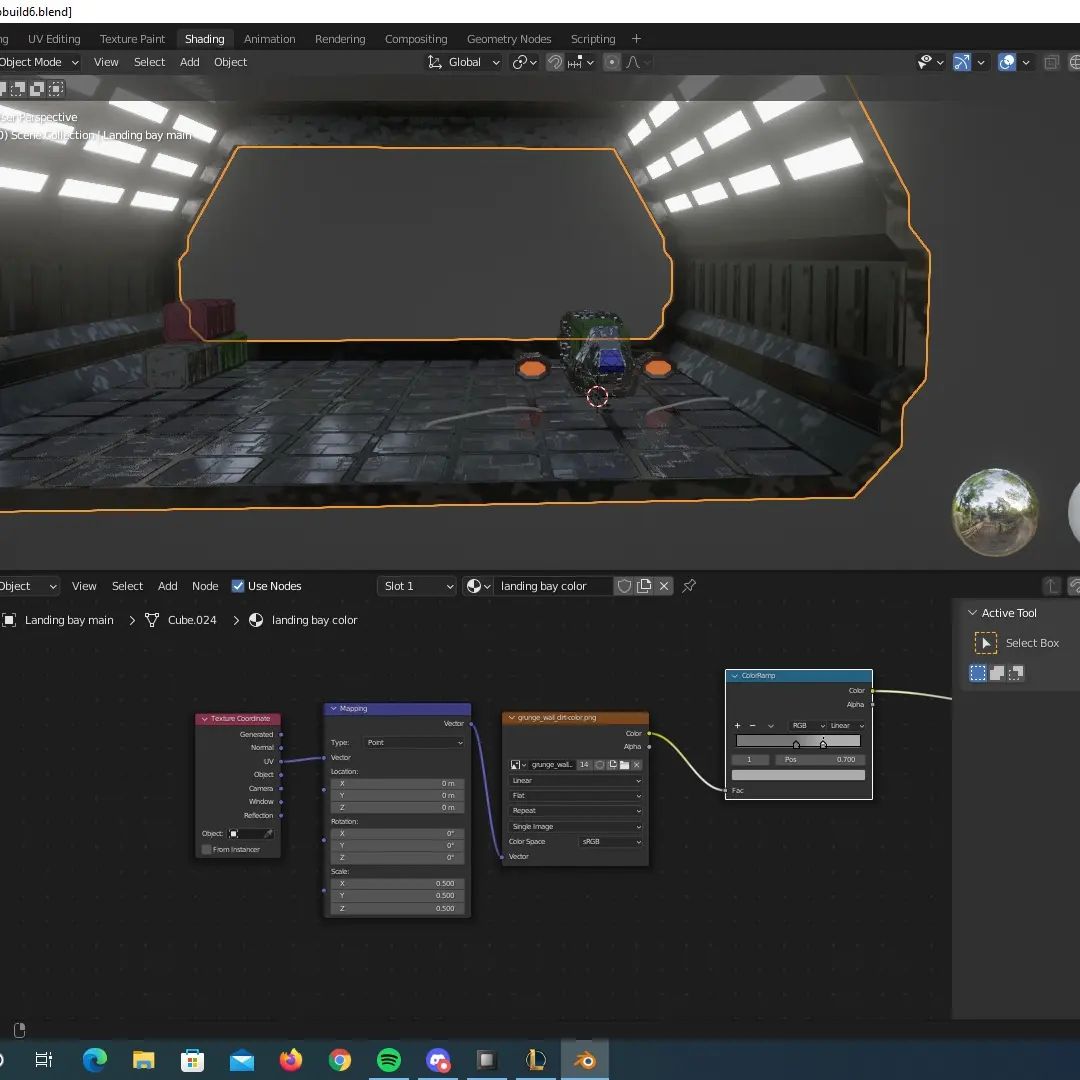 build6.blend]
UV Editing Texture Paint Shading Animation Rendering Compositing Geometry Nodes Scripting +
Object Mode View Select Add Object Global
User Perspective
0) Scene Collection | Landing bay main
Object View Select Add Node Use Nodes Slot 1 landing bay color
Landing bay main > Cube.024 > landing bay color
Active Tool
Select Box
Texture Coordinate
Generated
Normal
UV
Object
Camera
Window
Reflection
Object:
From Instancer
Mapping
Vector
Type: Point
Vector
Location:
X 0 m
Y 0 m
Z 0 m
Rotation:
X 0°
Y 0°
Z 0°
Scale:
X 0.500
Y 0.500
Z 0.500
grunge_wall_dirt-color.png
Color
Alpha
grunge_wall... 14
Linear
Flat
Repeat
Single Image
Color Space sRGB
Vector
ColorRamp
Color
Alpha
+ − RGB Linear
1 Pos 0.700
Fac